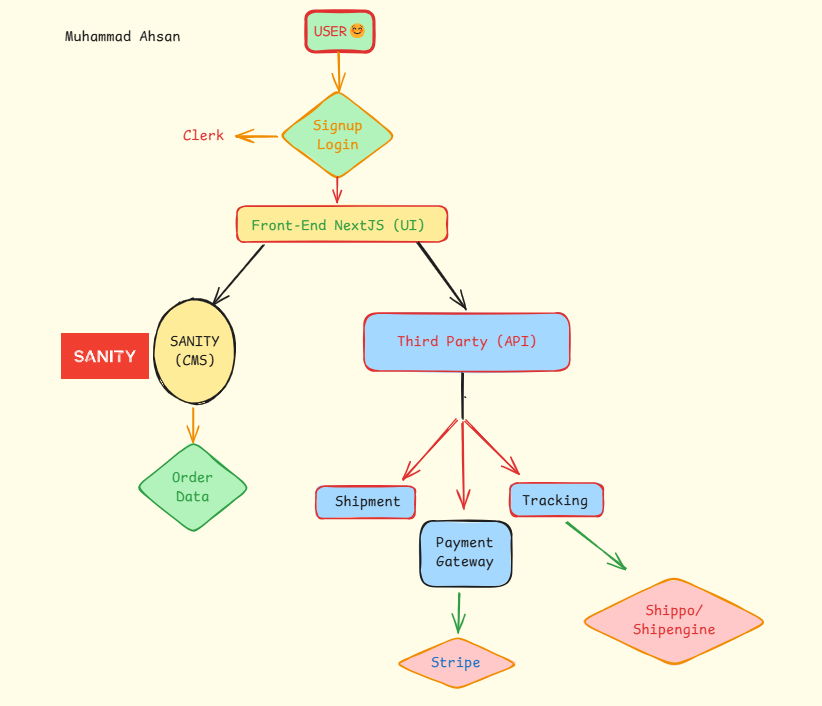 Muhammad Ahsan
USER
Signup
Login
Clerk
Front-End NextJS (UI)
SANITY
SANITY
(CMS)
Third Party (API)
Order
Data
Shipment
Tracking
Payment
Gateway
Shippo/
Shipengine
Stripe